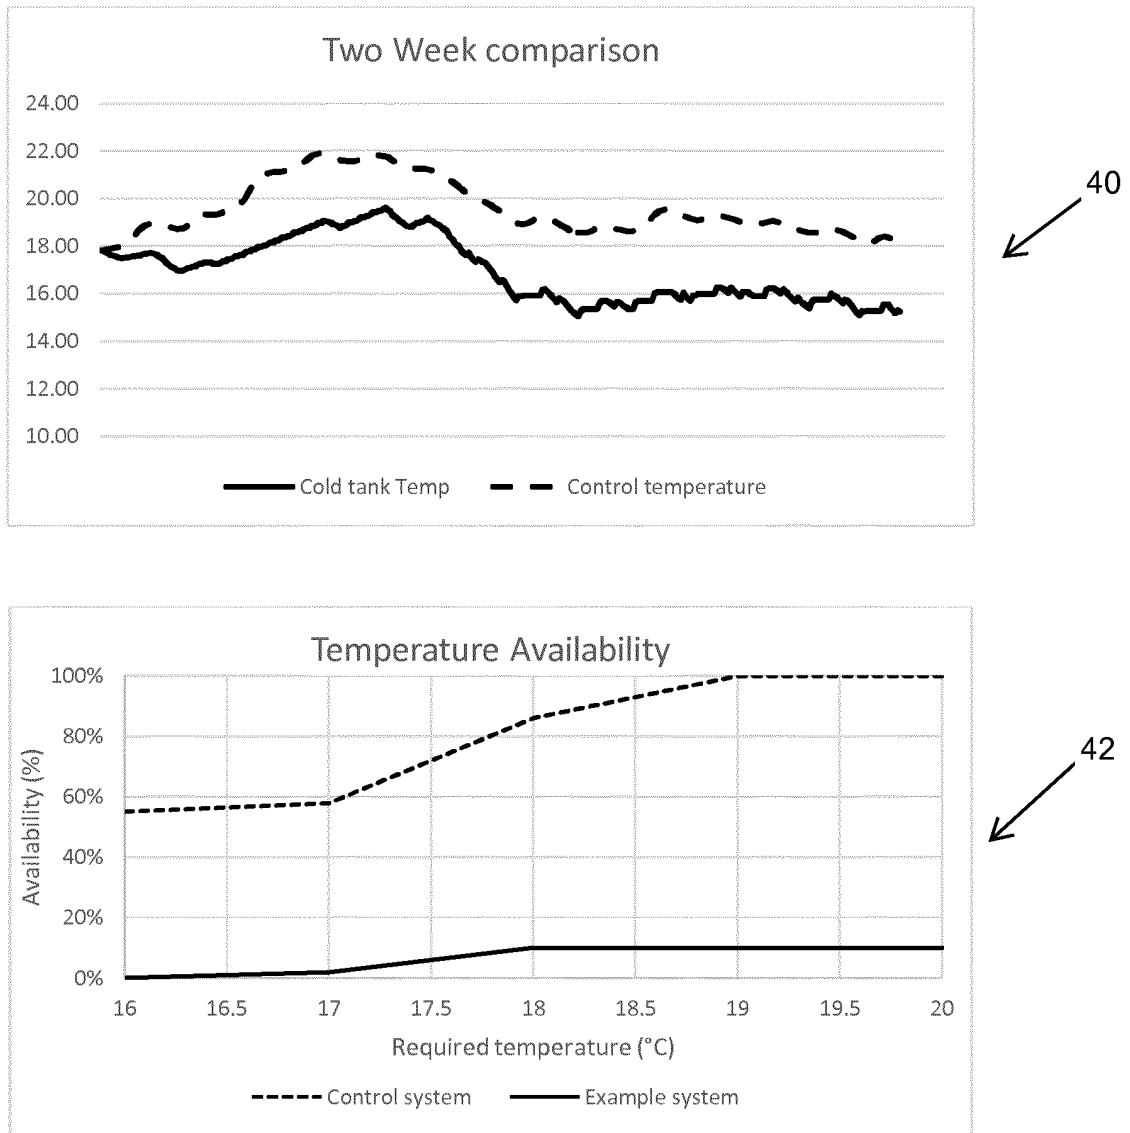 Two Week comparison
24.00
22.00
20.00
18.00
16.00
14.00
12.00
10.00
Cold tank Temp Control temperature
40
Temperature Availability
100%
80%
60%
40%
20%
0%
Availability (%)
16 16.5 17 17.5 18 18.5 19 19.5 20
Required temperature (°C)
Control system Example system
42